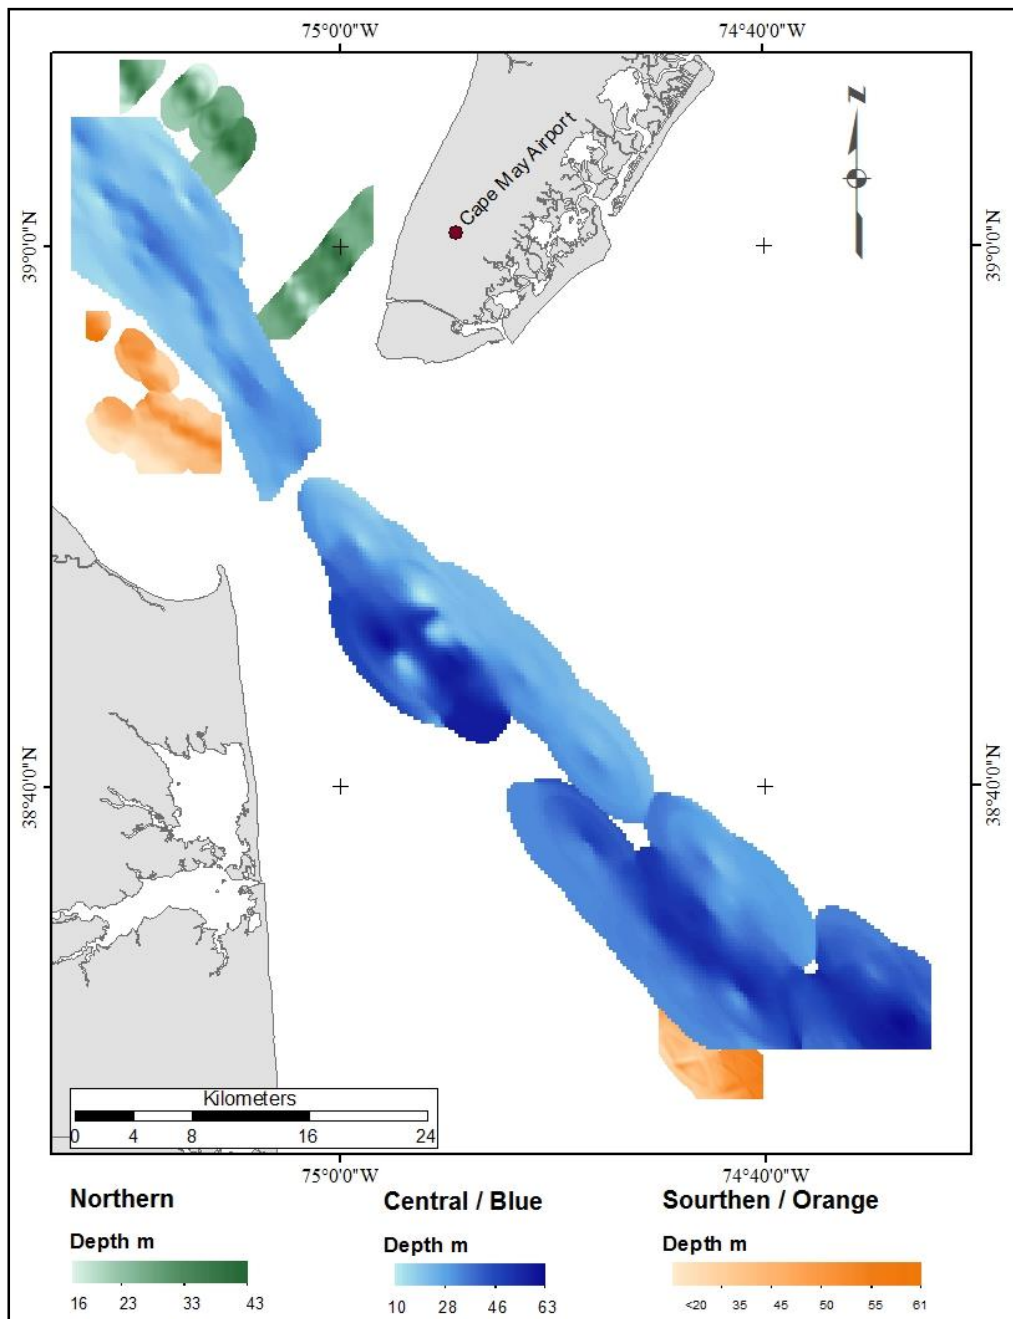 75°0'0"W 74°40'0"W
Z
Cape May Airport
39°0'0"N 39°0'0"N
38°40'0"N 38°40'0"N
Kilometers
0 4 8 16 24
75°0'0"W 74°40'0"W
Northern Central / Blue Sourthen / Orange
Depth m Depth m Depth m
16 23 33 43 10 28 46 63 <20 35 45 50 55 61